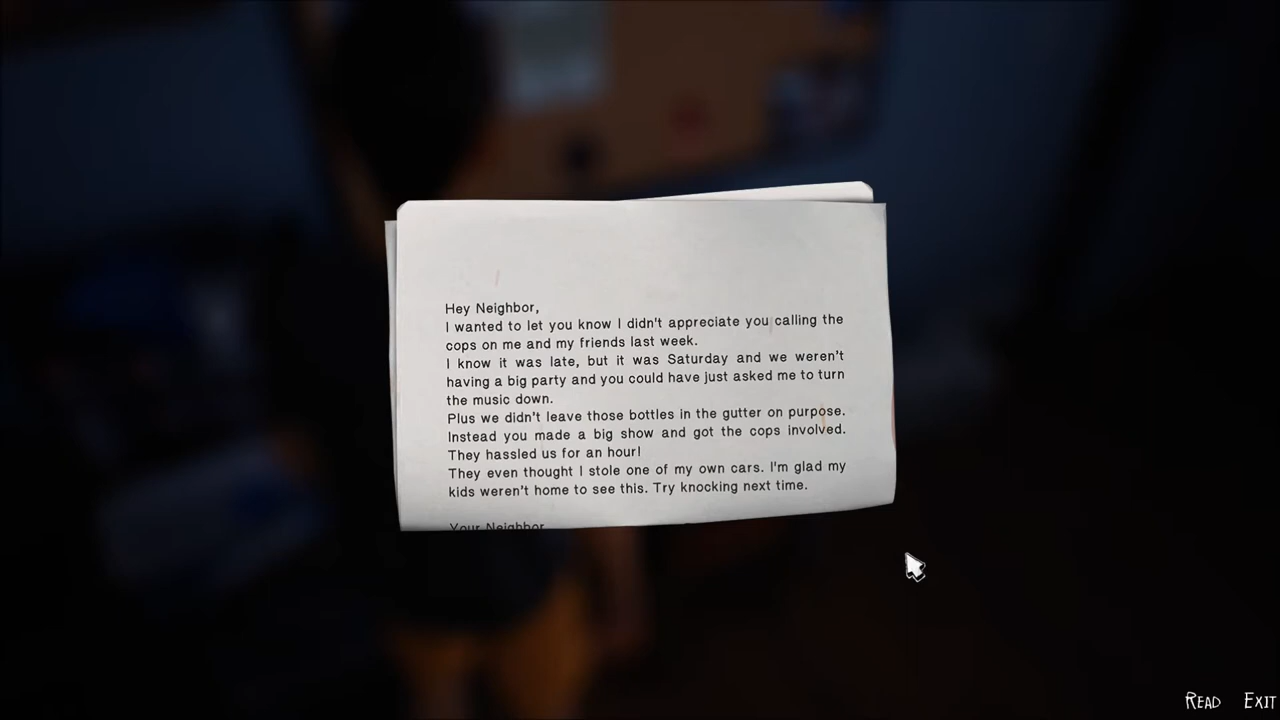 Hey Neighbor,
I wanted to let you know I didn't appreciate you calling the
cops on me and my friends last week.
I know it was late, but it was Saturday and we weren't
having a big party and you could have just asked me to turn
the music down.
Plus we didn't leave those bottles in the gutter on purpose.
Instead you made a big show and got the cops involved.
They hassled us for an hour!
They even thought I stole one of my own cars. I'm glad my
kids weren't home to see this. Try knocking next time.
Your Neighbor
READ EXIT